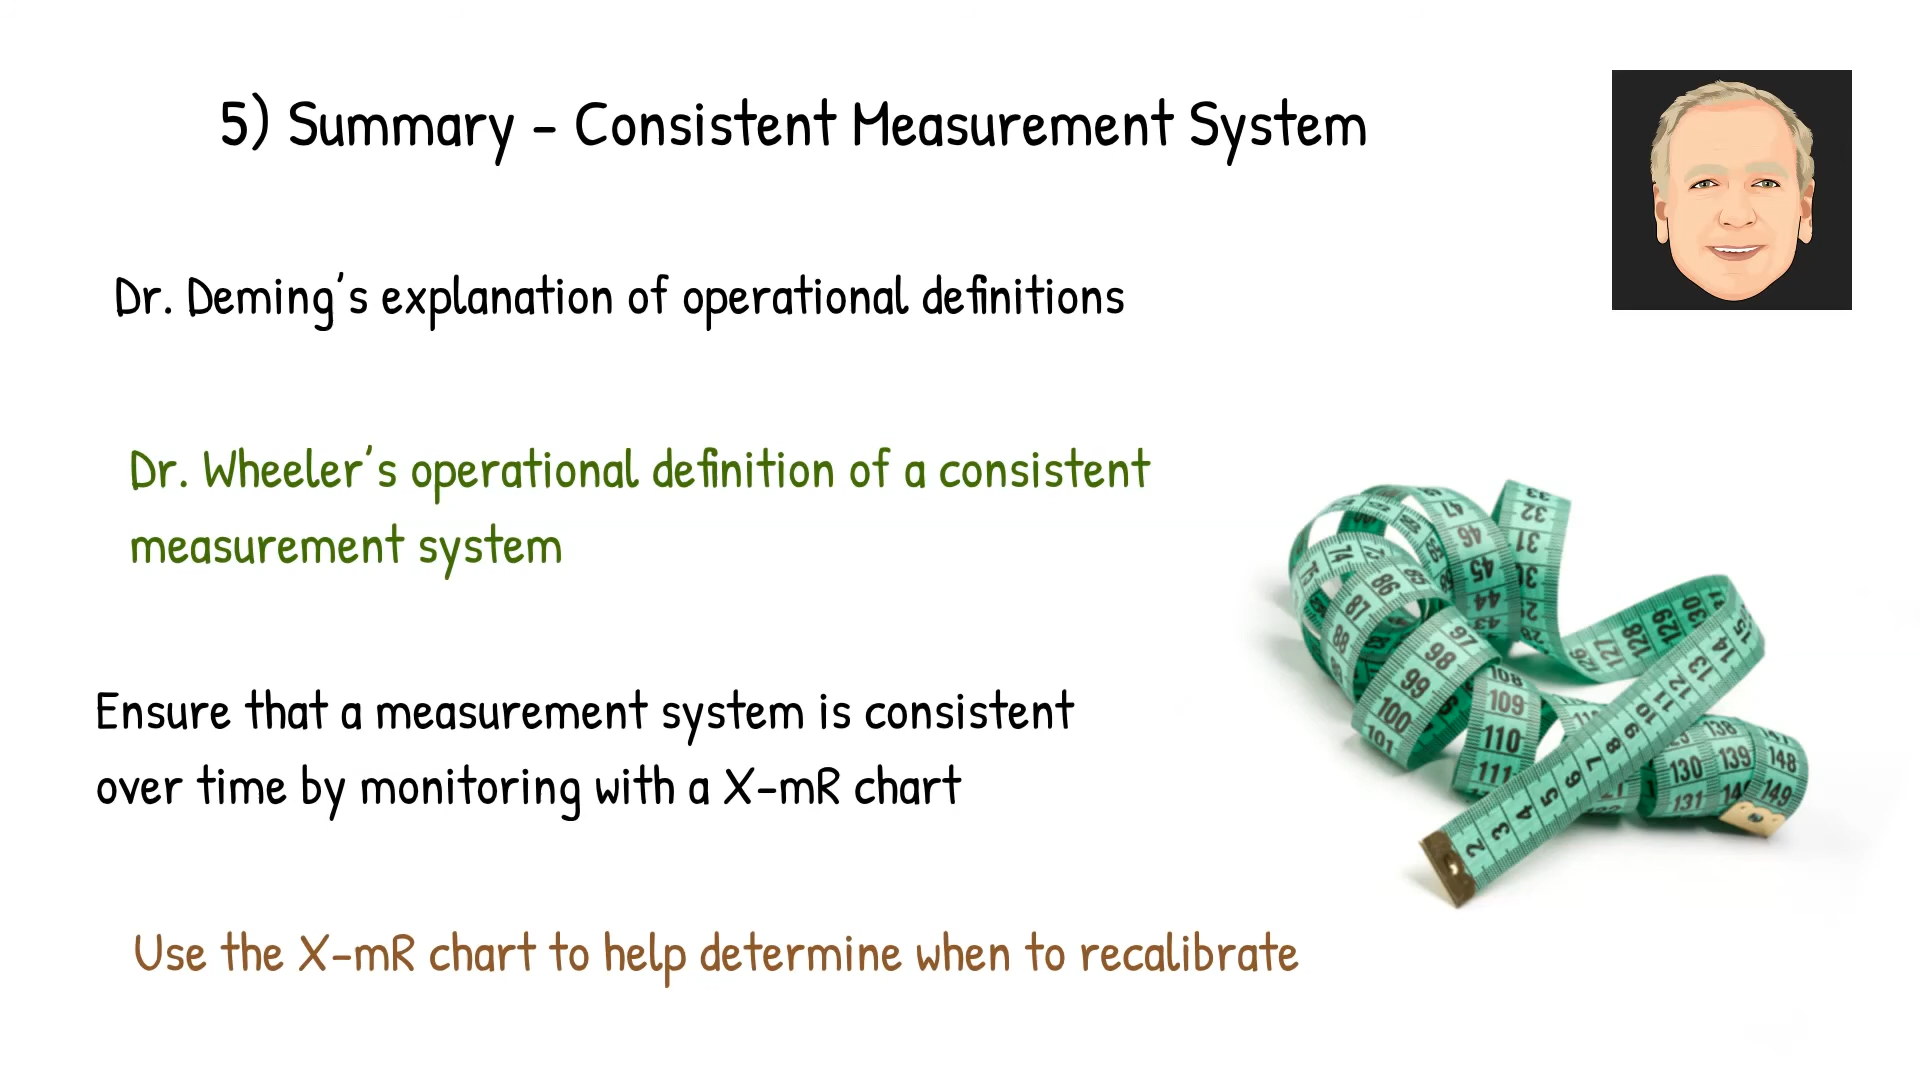 5) Summary - Consistent Measurement System
Dr. Deming's explanation of operational definitions
Dr. Wheeler's operational definition of a consistent
measurement system
Ensure that a measurement system is consistent
over time by monitoring with a X-mR chart
Use the X-mR chart to help determine when to recalibrate